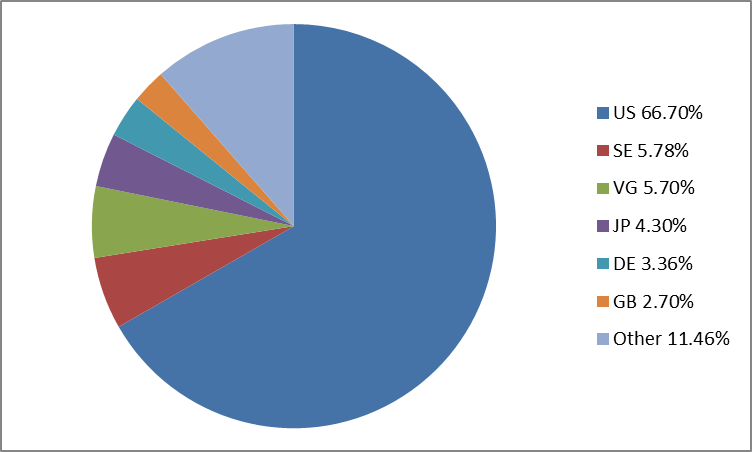 US 66.70%
SE 5.78%
VG 5.70%
JP 4.30%
DE 3.36%
GB 2.70%
Other 11.46%